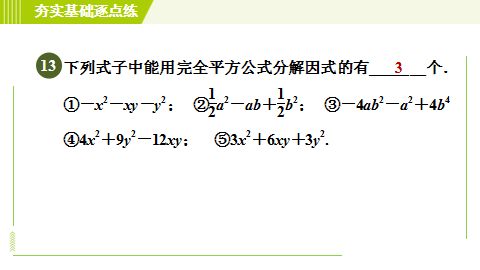 夯实基础逐点练
13 下列式子中能用完全平方公式分解因式的有 3 个.
①-x²-xy-y²; ②1/2a²-ab+1/2b²; ③-4ab²-a²+4b⁴
④4x²+9y²-12xy; ⑤3x²+6xy+3y².